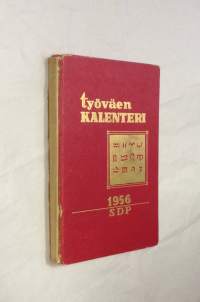 työväen
KALENTERI
1956
SDP